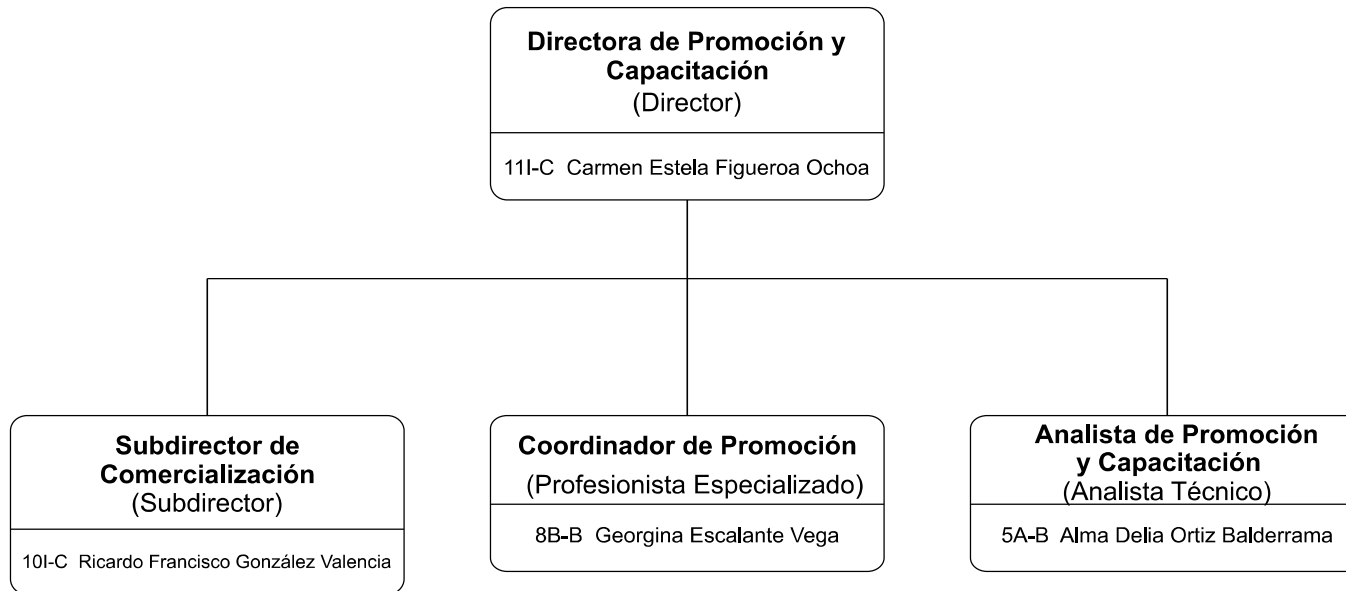 Directora de Promoción y
Capacitación
(Director)
11I-C Carmen Estela Figueroa Ochoa
Subdirector de
Comercialización
(Subdirector)
10I-C Ricardo Francisco González Valencia
Coordinador de Promoción
(Profesionista Especializado)
8B-B Georgina Escalante Vega
Analista de Promoción
y Capacitación
(Analista Técnico)
5A-B Alma Delia Ortiz Balderrama